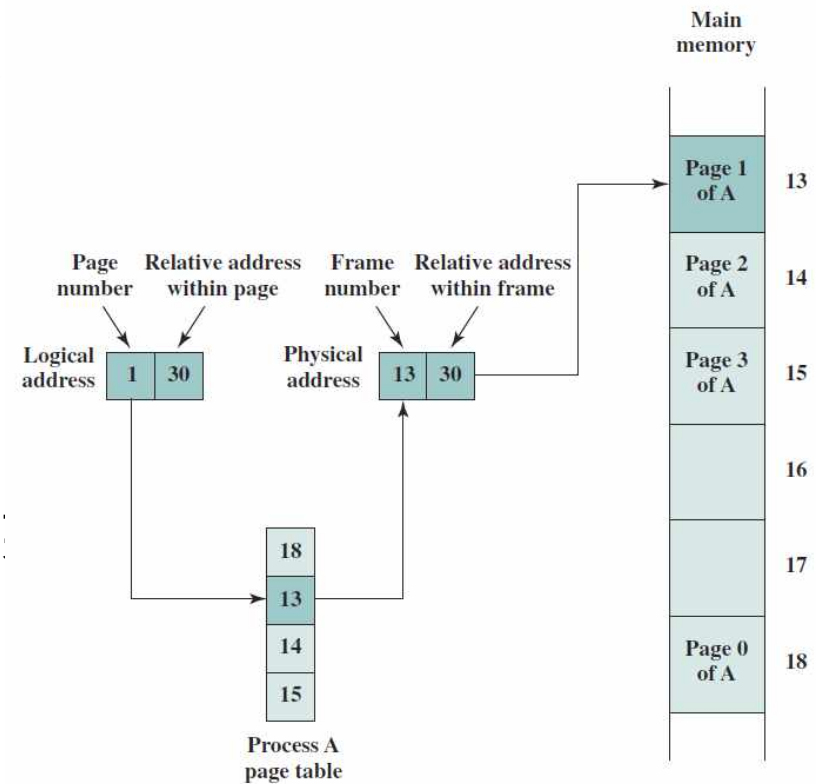 Main
memory
Page 1
of A
13
Page 2
of A
14
Page 3
of A
15
16
17
Page 0
of A
18
Page
number
Relative address
within page
Frame
number
Relative address
within frame
Logical
address
1
30
Physical
address
13
30
18
13
14
15
Process A
page table